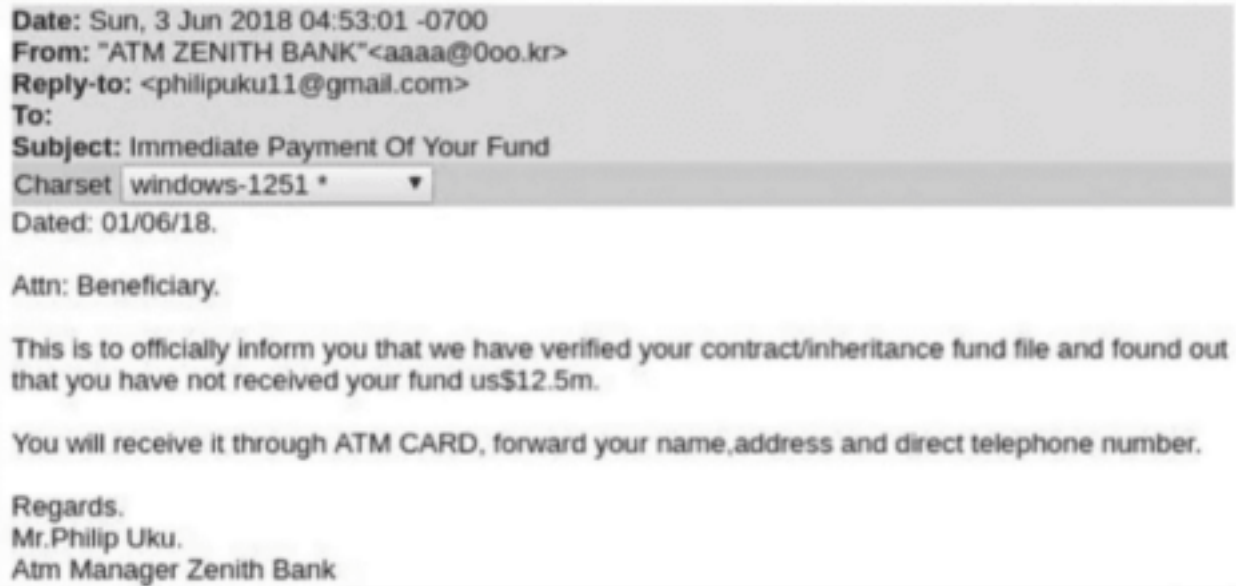 Date: Sun, 3 Jun 2018 04:53:01 -0700
From: "ATM ZENITH BANK"<aaaa@0oo.kr>
Reply-to: <philipuku11@gmail.com>
To:
Subject: Immediate Payment Of Your Fund
Charset windows-1251 *
Dated: 01/06/18.
Attn: Beneficiary.
This is to officially inform you that we have verified your contract/inheritance fund file and found out
that you have not received your fund us$12.5m.
You will receive it through ATM CARD, forward your name,address and direct telephone number.
Regards.
Mr.Philip Uku.
Atm Manager Zenith Bank